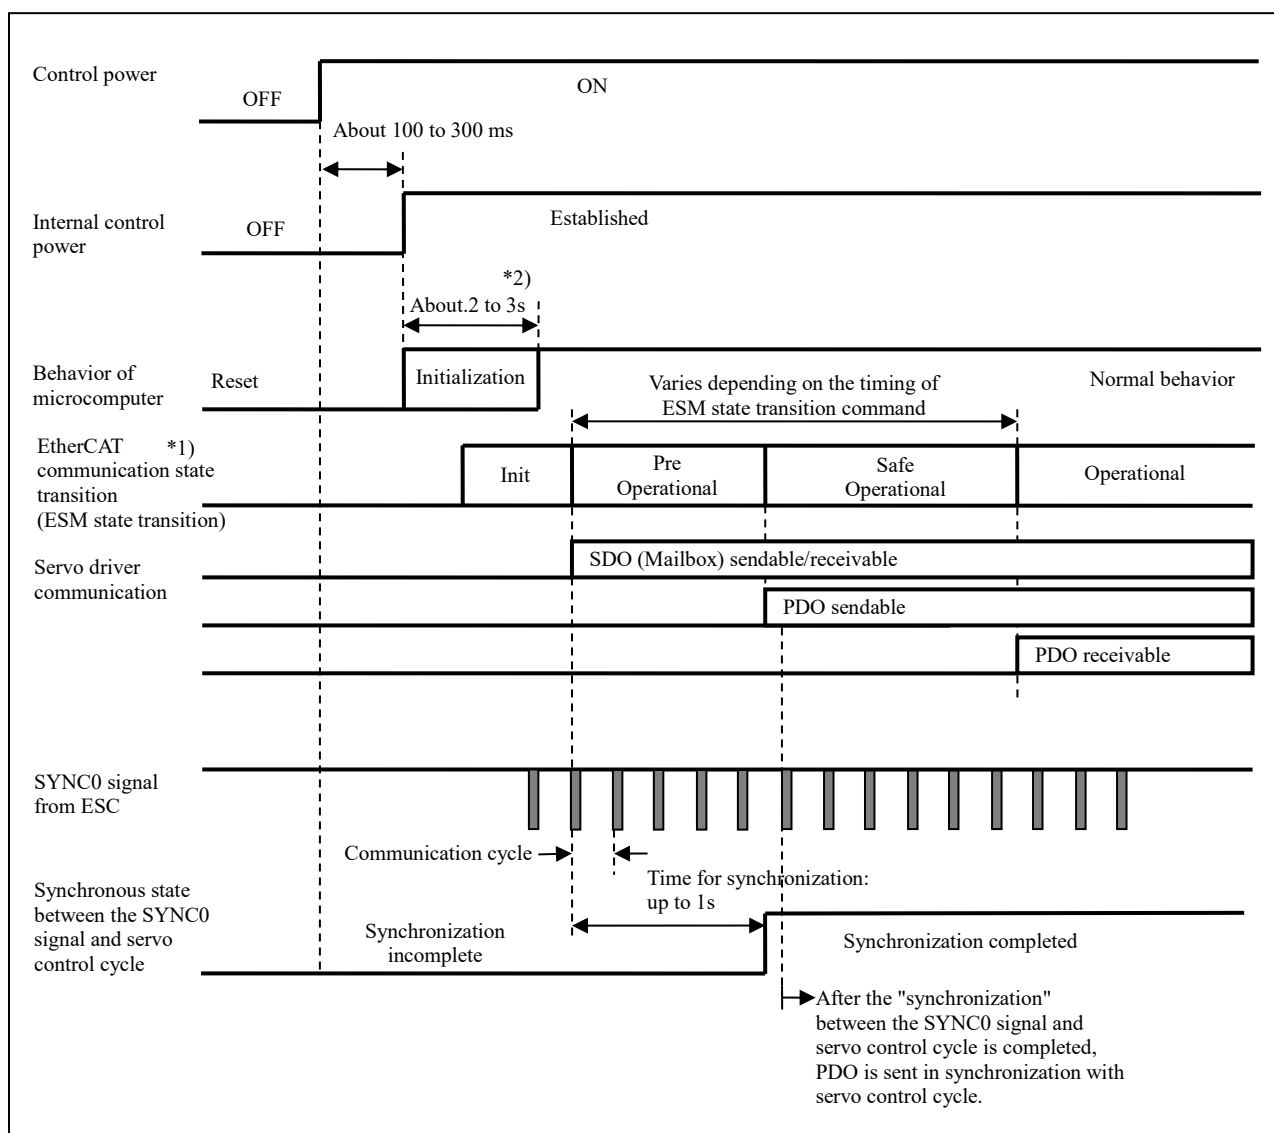 Control power
OFF
ON
About 100 to 300 ms
Internal control
power
OFF
Established
*2)
About.2 to 3s
Behavior of
microcomputer
Reset
Initialization
Varies depending on the timing of
ESM state transition command
Normal behavior
EtherCAT *1)
communication state
transition
(ESM state transition)
Init
Pre
Operational
Safe
Operational
Operational
Servo driver
communication
SDO (Mailbox) sendable/receivable
PDO sendable
PDO receivable
SYNC0 signal
from ESC
Communication cycle
Time for synchronization:
up to 1s
Synchronous state
between the SYNC0
signal and servo
control cycle
Synchronization
incomplete
Synchronization completed
After the "synchronization"
between the SYNC0 signal and
servo control cycle is completed,
PDO is sent in synchronization with
servo control cycle.